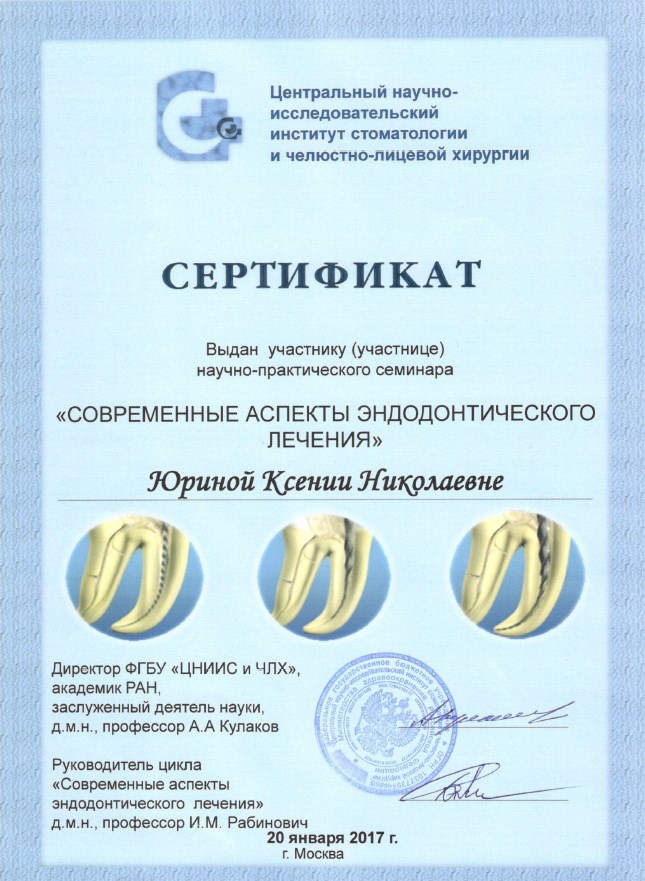 Центральный научно-
исследовательский
институт стоматологии
и челюстно-лицевой хирургии
СЕРТИФИКАТ
Выдан участнику (участнице)
научно-практического семинара
«СОВРЕМЕННЫЕ АСПЕКТЫ ЭНДОДОНТИЧЕСКОГО
ЛЕЧЕНИЯ»
Юриной Ксении Николаевне
Директор ФГБУ «ЦНИИС и ЧЛХ»,
академик РАН,
заслуженный деятель науки,
д.м.н., профессор А.А Кулаков
Руководитель цикла
«Современные аспекты
эндодонтического лечения»
д.м.н., профессор И.М. Рабинович
20 января 2017 г.
г. Москва